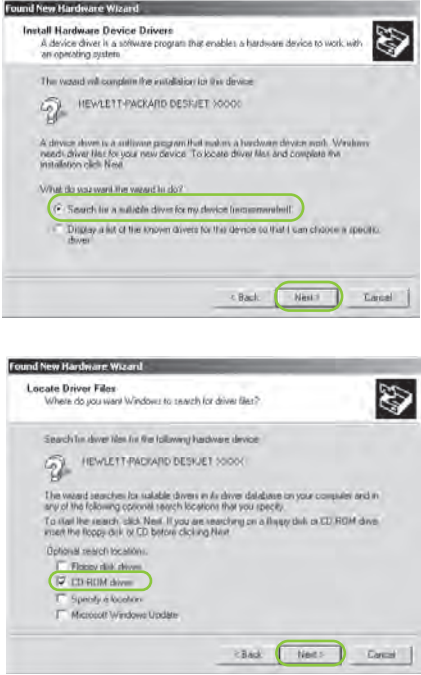 Found New Hardware Wizard
Install Hardware Device Drivers
A device driver is a software program that enables a hardware device to work with
an operating system.
This wizard will complete the installation for this device:
HEWLETT-PACKARD DESKJET XXXXX
A device driver is a software program that makes a hardware device work. Windows
needs driver files for your new device. To locate driver files and complete the
installation click Next.
What do you want the wizard to do?
Search for a suitable driver for my device (recommended)
Display a list of the known drivers for this device so that I can choose a specific
driver
< Back
Next >
Cancel
Found New Hardware Wizard
Locate Driver Files
Where do you want Windows to search for driver files?
Search for driver files for the following hardware device:
HEWLETT-PACKARD DESKJET XXXXX
The wizard searches for suitable drivers in its driver database on your computer and in
any of the following optional search locations that you specify.
To start the search, click Next. If you are searching on a floppy disk or CD-ROM drive,
insert the floppy disk or CD before clicking Next.
Optional search locations:
Floppy disk drives
CD-ROM drives
Specify a location
Microsoft Windows Update
< Back
Next >
Cancel